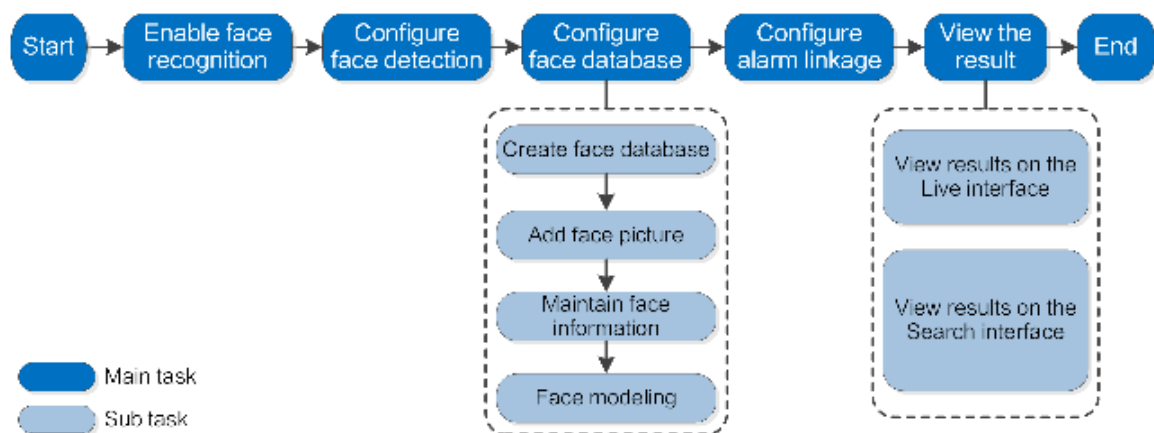 Start
Enable face
recognition
Configure
face detection
Configure
face database
Configure
alarm linkage
View the
result
End
Create face database
Add face picture
Maintain face
information
Face modeling
View results on the
Live interface
View results on the
Search interface
Main task
Sub task